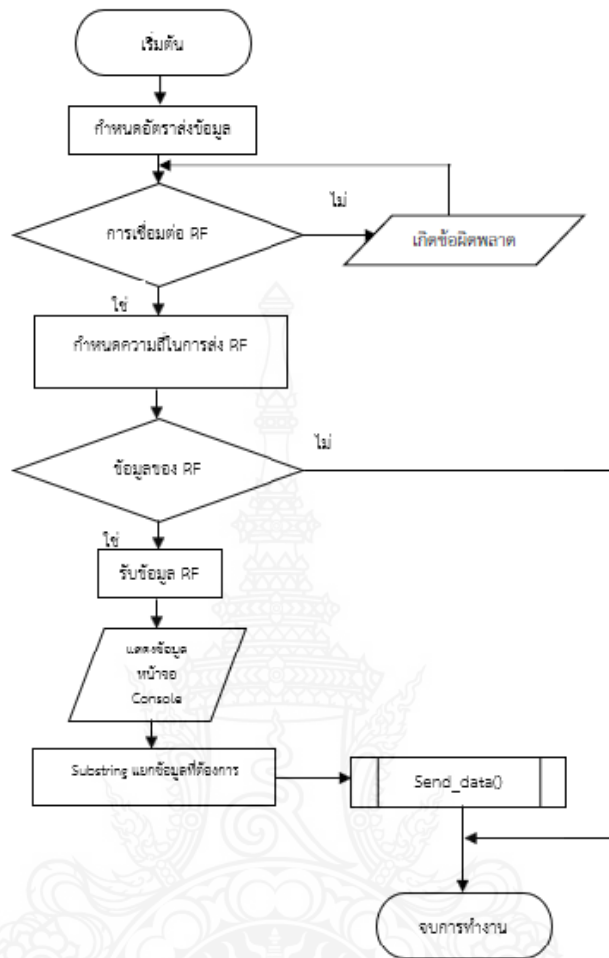 เริ่มต้น
กำหนดอัตราส่งข้อมูล
ไม่
การเชื่อมต่อ RF
เกิดข้อผิดพลาด
ใช่
กำหนดความถี่ในการส่ง RF
ไม่
ข้อมูลของ RF
ใช่
รับข้อมูล RF
แสดงข้อมูล
หน้าจอ
Console
Substring แยกข้อมูลที่ต้องการ
Send_data()
จบการทำงาน